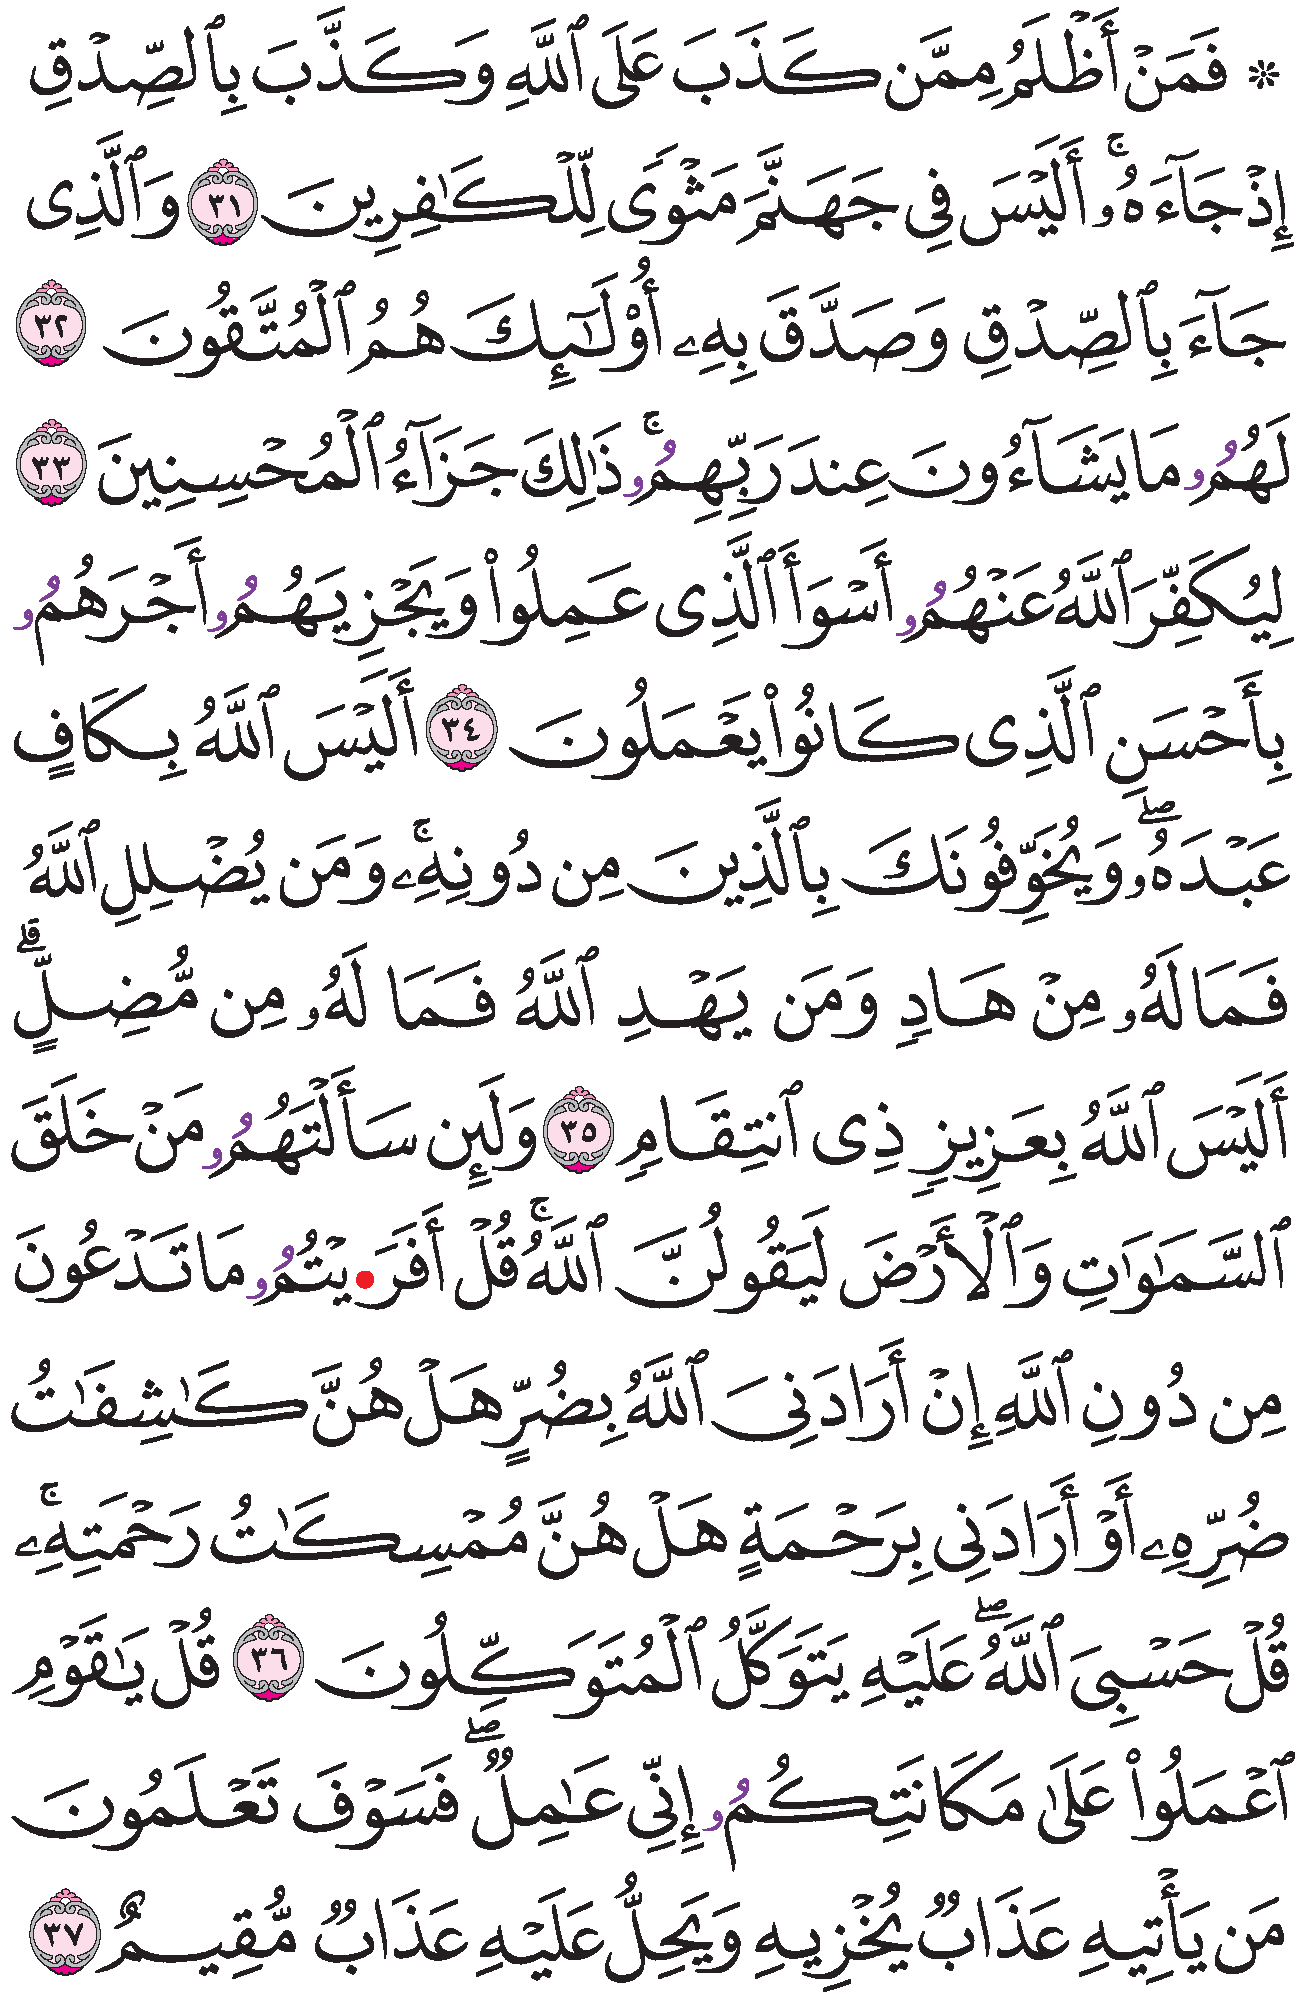 ۞ فَمَنْ أَظْلَمُ مِمَّن كَذَبَ عَلَى ٱللَّهِ وَكَذَّبَ بِٱلصِّدْقِ
إِذْ جَآءَهُۥٓۚ أَلَيْسَ فِى جَهَنَّمَ مَثْوًى لِّلْكَٰفِرِينَ ٣١ وَٱلَّذِى
جَآءَ بِٱلصِّدْقِ وَصَدَّقَ بِهِۦ أُوْلَٰٓئِكَ هُمُ ٱلْمُتَّقُونَ ٣٢
لَهُمُۥ مَا يَشَآءُونَ عِندَ رَبِّهِمُۥۚ ذَٰلِكَ جَزَآءُ ٱلْمُحْسِنِينَ ٣٣
لِيُكَفِّرَ ٱللَّهُ عَنْهُمُۥ أَسْوَأَ ٱلَّذِى عَمِلُوا۟ وَيَجْزِيَهُمُۥ أَجْرَهُمُۥ
بِأَحْسَنِ ٱلَّذِى كَانُوا۟ يَعْمَلُونَ ٣٤ أَلَيْسَ ٱللَّهُ بِكَافٍ
عَبْدَهُۥۖ وَيُخَوِّفُونَكَ بِٱلَّذِينَ مِن دُونِهِۦۚ وَمَن يُضْلِلِ ٱللَّهُ
فَمَا لَهُۥ مِنْ هَادٍ وَمَن يَهْدِ ٱللَّهُ فَمَا لَهُۥ مِن مُّضِلٍّۗ
أَلَيْسَ ٱللَّهُ بِعَزِيزٍ ذِى ٱنتِقَامٍ ٣٥ وَلَئِن سَأَلْتَهُمُۥ مَنْ خَلَقَ
ٱلسَّمَٰوَٰتِ وَٱلْأَرْضَ لَيَقُولُنَّ ٱللَّهُۚ قُلْ أَفَرَ•يْتُمُۥ مَا تَدْعُونَ
مِن دُونِ ٱللَّهِ إِنْ أَرَادَنِىَ ٱللَّهُ بِضُرٍّ هَلْ هُنَّ كَٰشِفَٰتُ
ضُرِّهِۦ أَوْ أَرَادَنِى بِرَحْمَةٍ هَلْ هُنَّ مُمْسِكَٰتُ رَحْمَتِهِۦۚ
قُلْ حَسْبِىَ ٱللَّهُۖ عَلَيْهِ يَتَوَكَّلُ ٱلْمُتَوَكِّلُونَ ٣٦ قُلْ يَٰقَوْمِ
ٱعْمَلُوا۟ عَلَىٰ مَكَانَتِكُمُۥ إِنِّى عَٰمِلٌۖ فَسَوْفَ تَعْلَمُونَ
مَن يَأْتِيهِ عَذَابٌ يُخْزِيهِ وَيَحِلُّ عَلَيْهِ عَذَابٌ مُّقِيمٌ ٣٧